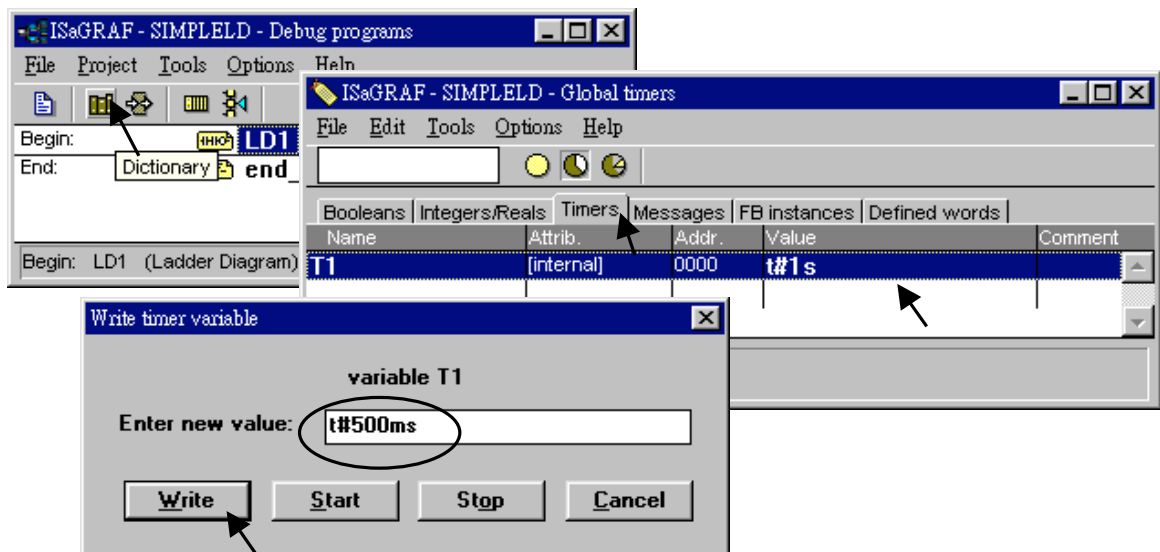 ISaGRAF - SIMPLELD - Debug programs
File Project Tools Options Help
Begin: LD1
End: end_
Dictionary
Begin: LD1 (Ladder Diagram)
ISaGRAF - SIMPLELD - Global timers
File Edit Tools Options Help
Booleans Integers/Reals Timers Messages FB instances Defined words
Name Attrib. Addr. Value Comment
T1 [internal] 0000 t#1s
Write timer variable
variable T1
Enter new value: t#500ms
Write Start Stop Cancel